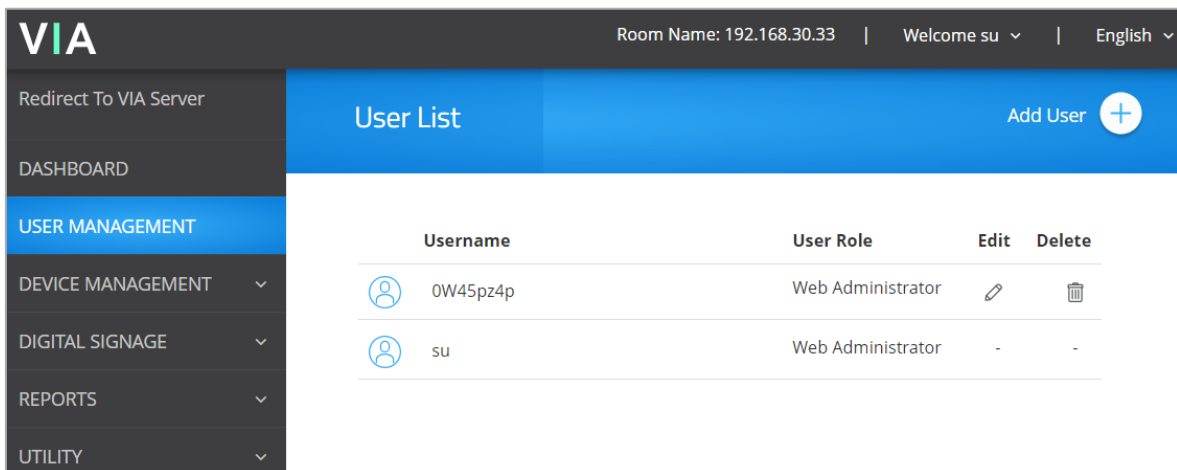 VIA
Room Name: 192.168.30.33 | Welcome su | English
Redirect To VIA Server
User List
Add User
DASHBOARD
USER MANAGEMENT
Username User Role Edit Delete
DEVICE MANAGEMENT
0W45pz4p Web Administrator
DIGITAL SIGNAGE
su Web Administrator - -
REPORTS
UTILITY